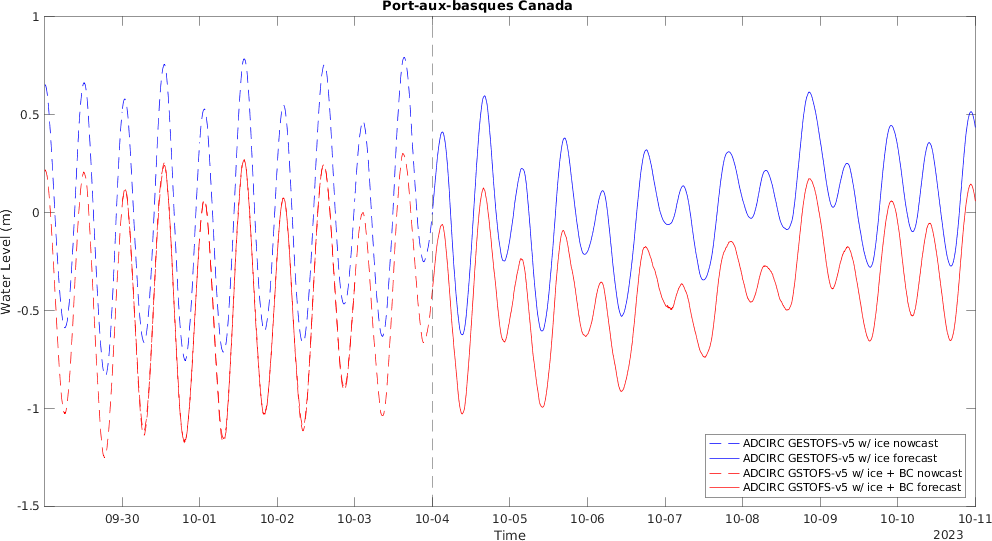 Port-aux-basques Canada
1
0.5
0
-0.5
-1
-1.5
Water Level (m)
ADCIRC GESTOFS-v5 w/ ice nowcast
ADCIRC GESTOFS-v5 w/ ice forecast
ADCIRC GSTOFS-v5 w/ ice + BC nowcast
ADCIRC GSTOFS-v5 w/ ice + BC forecast
09-30 10-01 10-02 10-03 10-04 10-05 10-06 10-07 10-08 10-09 10-10 10-11
Time
2023